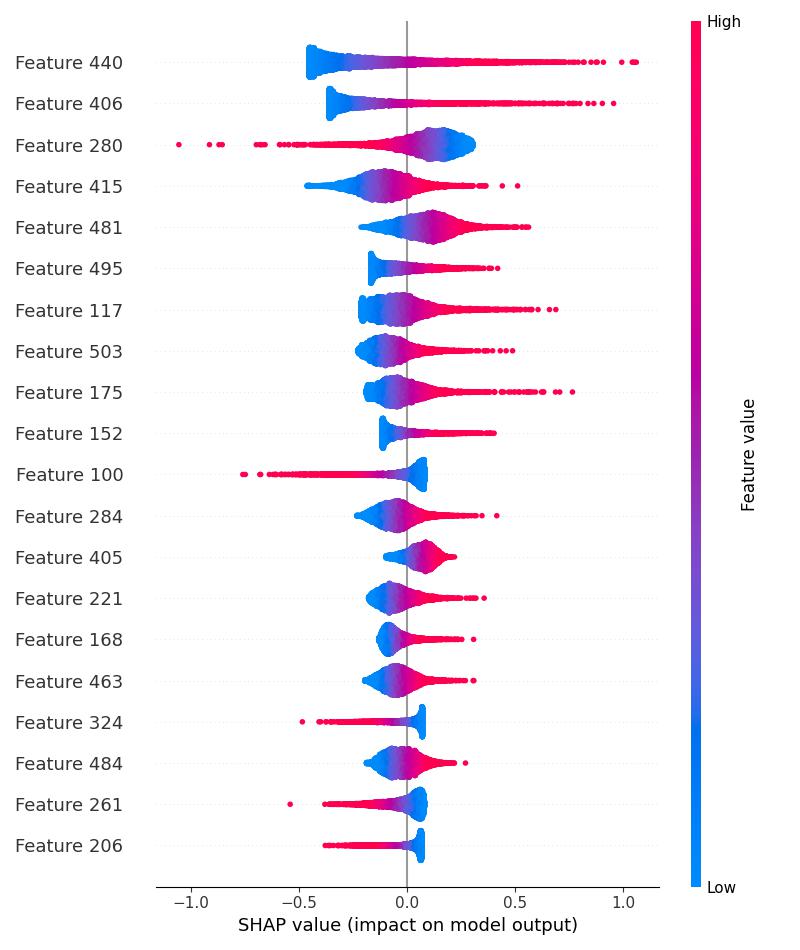 High
Feature 440
Feature 406
Feature 280
Feature 415
Feature 481
Feature 495
Feature 117
Feature 503
Feature 175
Feature 152
Feature 100
Feature 284
Feature 405
Feature 221
Feature 168
Feature 463
Feature 324
Feature 484
Feature 261
Feature 206
Feature value
Low
−1.0 −0.5 0.0 0.5 1.0
SHAP value (impact on model output)